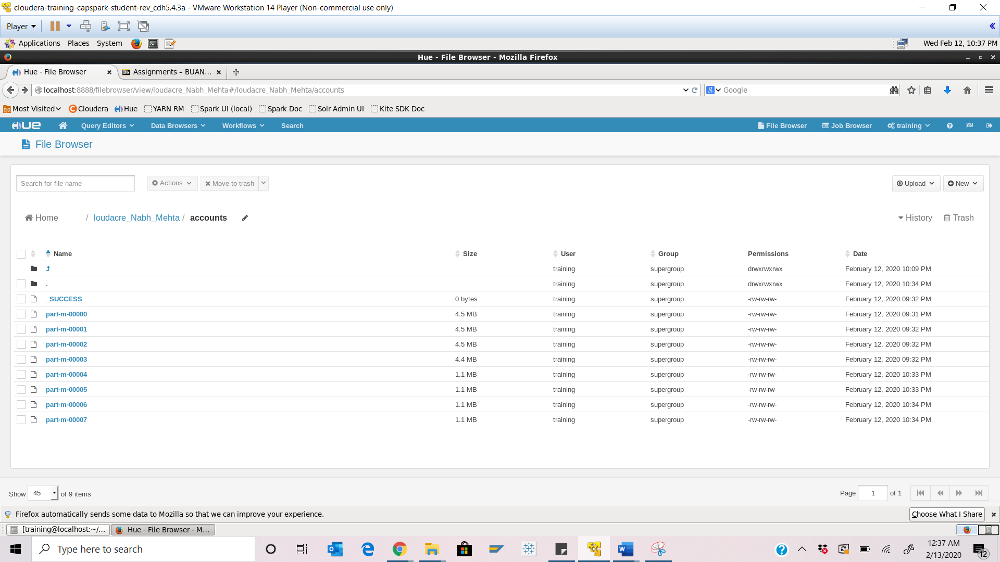 cloudera-training-capspark-student-rev_cdh5.4.3a - VMware Workstation 14 Player (Non-commercial use only)
Player
Applications Places System Wed Feb 12, 10:37 PM
Hue - File Browser - Mozilla Firefox
Hue - File Browser Assignments – BUAN...
localhost:8888/filebrowser/view/loudacre_Nabh_Mehta#/loudacre_Nabh_Mehta/accounts Google
Most Visited Cloudera Hue YARN RM Spark UI (local) Spark Doc Solr Admin UI Kite SDK Doc
HUE Query Editors Data Browsers Workflows Search File Browser Job Browser training
File Browser
Search for file name Actions Move to trash Upload New
Home / loudacre_Nabh_Mehta / accounts History Trash
Name Size User Group Permissions Date
training supergroup drwxrwxrwx February 12, 2020 10:09 PM
. training supergroup drwxrwxrwx February 12, 2020 10:34 PM
_SUCCESS 0 bytes training supergroup -rw-rw-rw- February 12, 2020 09:32 PM
part-m-00000 4.5 MB training supergroup -rw-rw-rw- February 12, 2020 09:31 PM
part-m-00001 4.5 MB training supergroup -rw-rw-rw- February 12, 2020 09:32 PM
part-m-00002 4.5 MB training supergroup -rw-rw-rw- February 12, 2020 09:32 PM
part-m-00003 4.4 MB training supergroup -rw-rw-rw- February 12, 2020 09:32 PM
part-m-00004 1.1 MB training supergroup -rw-rw-rw- February 12, 2020 10:33 PM
part-m-00005 1.1 MB training supergroup -rw-rw-rw- February 12, 2020 10:33 PM
part-m-00006 1.1 MB training supergroup -rw-rw-rw- February 12, 2020 10:34 PM
part-m-00007 1.1 MB training supergroup -rw-rw-rw- February 12, 2020 10:34 PM
Show 45 of 9 items Page 1 of 1
Firefox automatically sends some data to Mozilla so that we can improve your experience. Choose What I Share
[training@localhost:~/... Hue - File Browser - M...
Type here to search 12:37 AM
2/13/2020 12